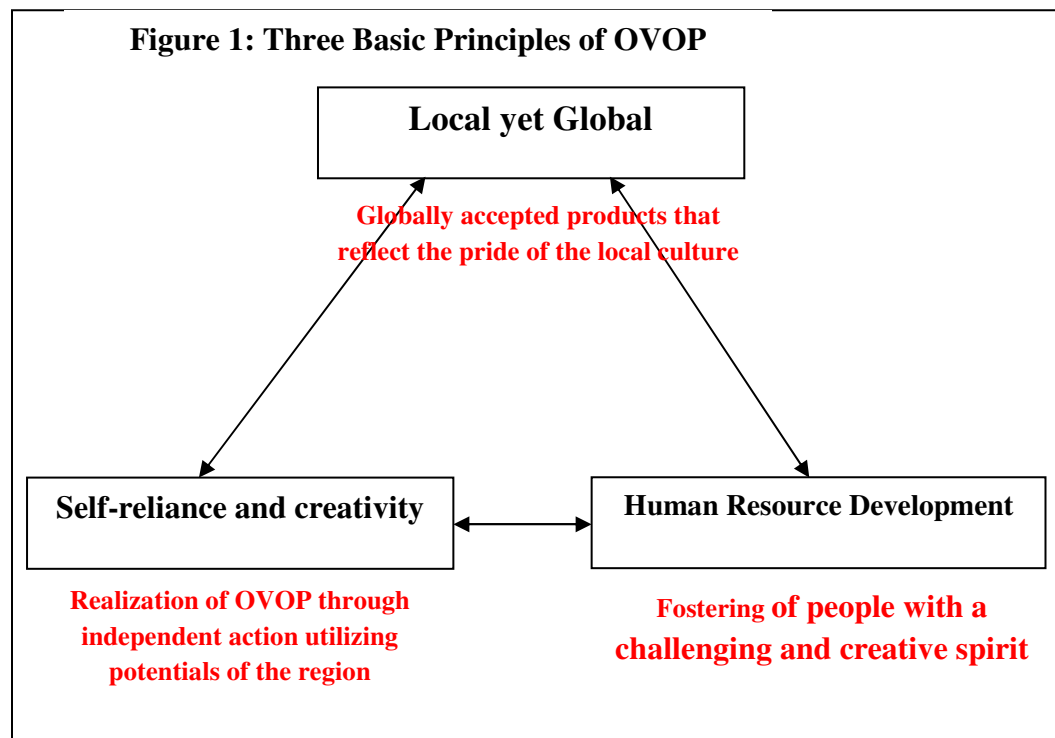 Figure 1: Three Basic Principles of OVOP
Local yet Global
Globally accepted products that
reflect the pride of the local culture
Self-reliance and creativity
Realization of OVOP through
independent action utilizing
potentials of the region
Human Resource Development
Fostering of people with a
challenging and creative spirit